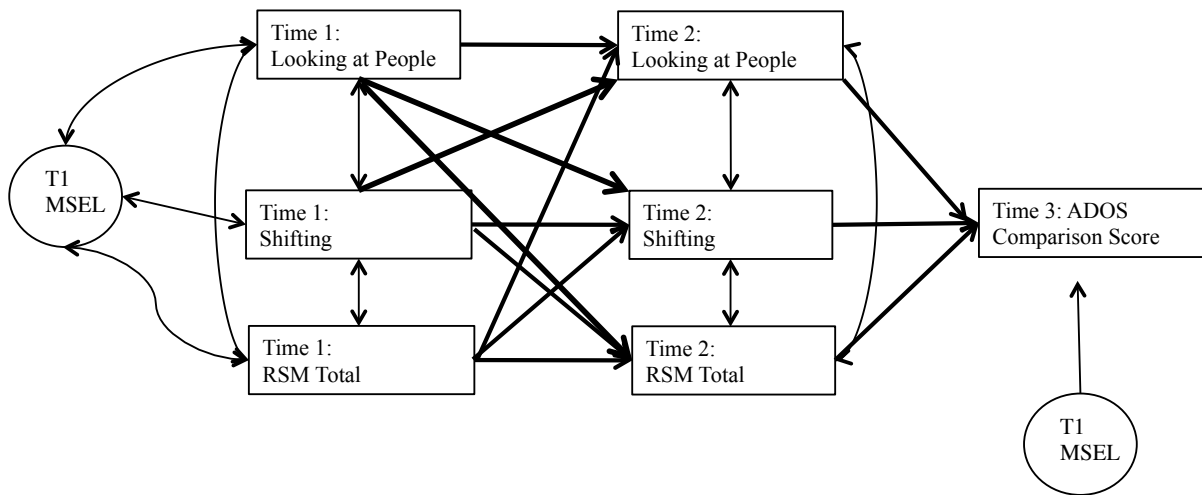 Time 1:
Looking at People
Time 2:
Looking at People
T1
MSEL
Time 1:
Shifting
Time 2:
Shifting
Time 3: ADOS
Comparison Score
Time 1:
RSM Total
Time 2:
RSM Total
T1
MSEL